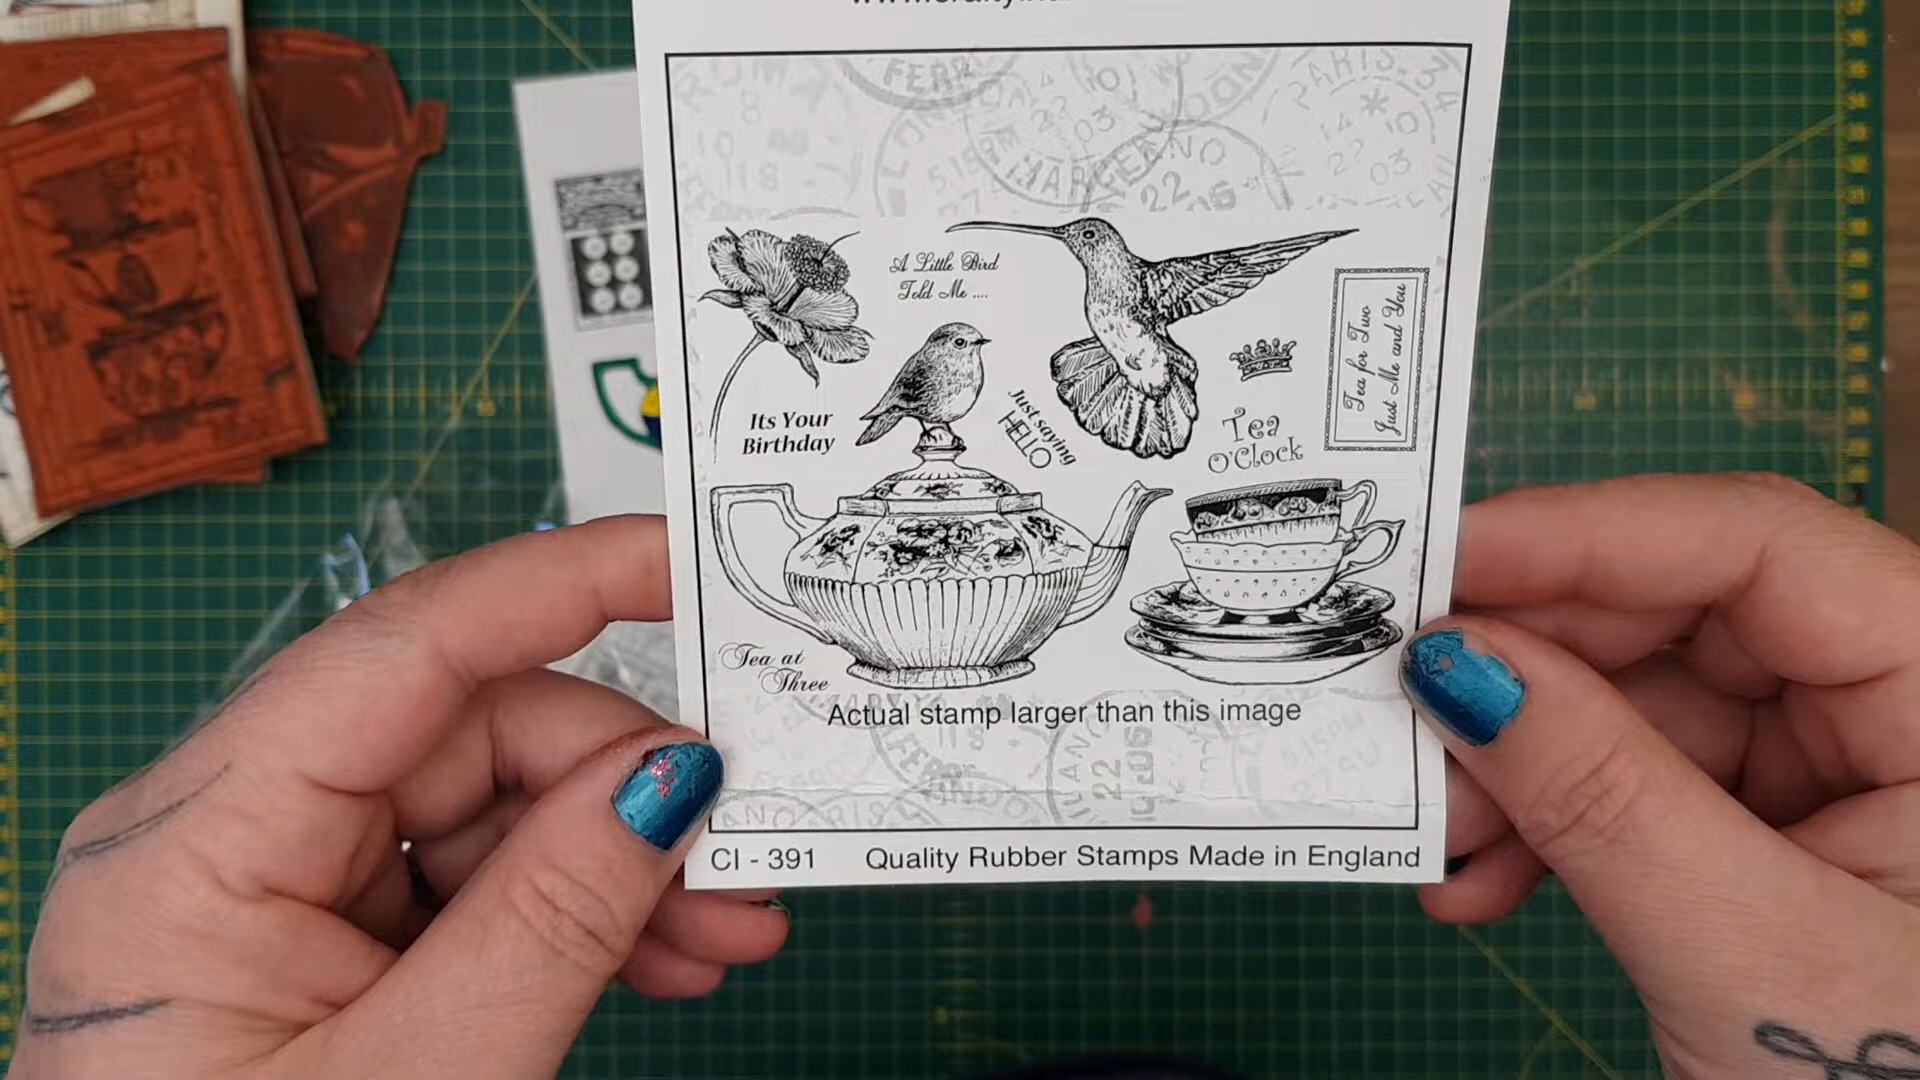 A Little Bird
Told Me ....
Its Your
Birthday
Just saying
HELLO
Tea
O'Clock
Tea for Two
Just Me and You
Tea at
Three
Actual stamp larger than this image
CI - 391 Quality Rubber Stamps Made in England